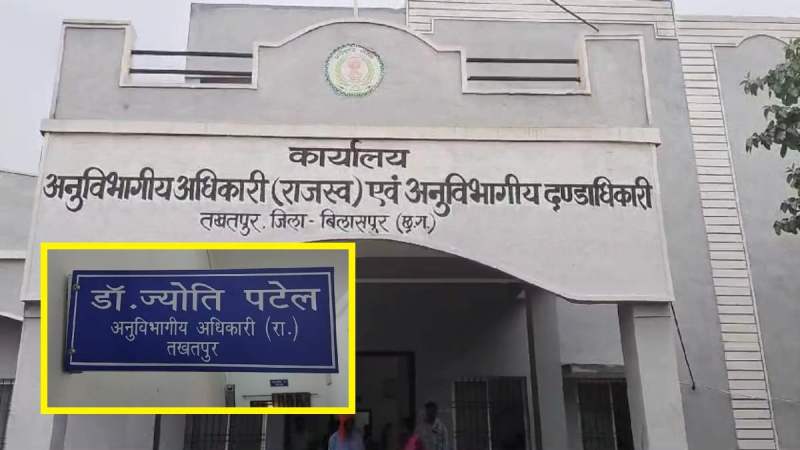 कार्यालय
अनुविभागीय अधिकारी (राजस्व) एवं अनुविभागीय दण्डाधिकारी
तखतपुर, जिला - बिलासपुर (छ.ग.)
डॉ. ज्योति पटेल
अनुविभागीय अधिकारी (रा.)
तखतपुर